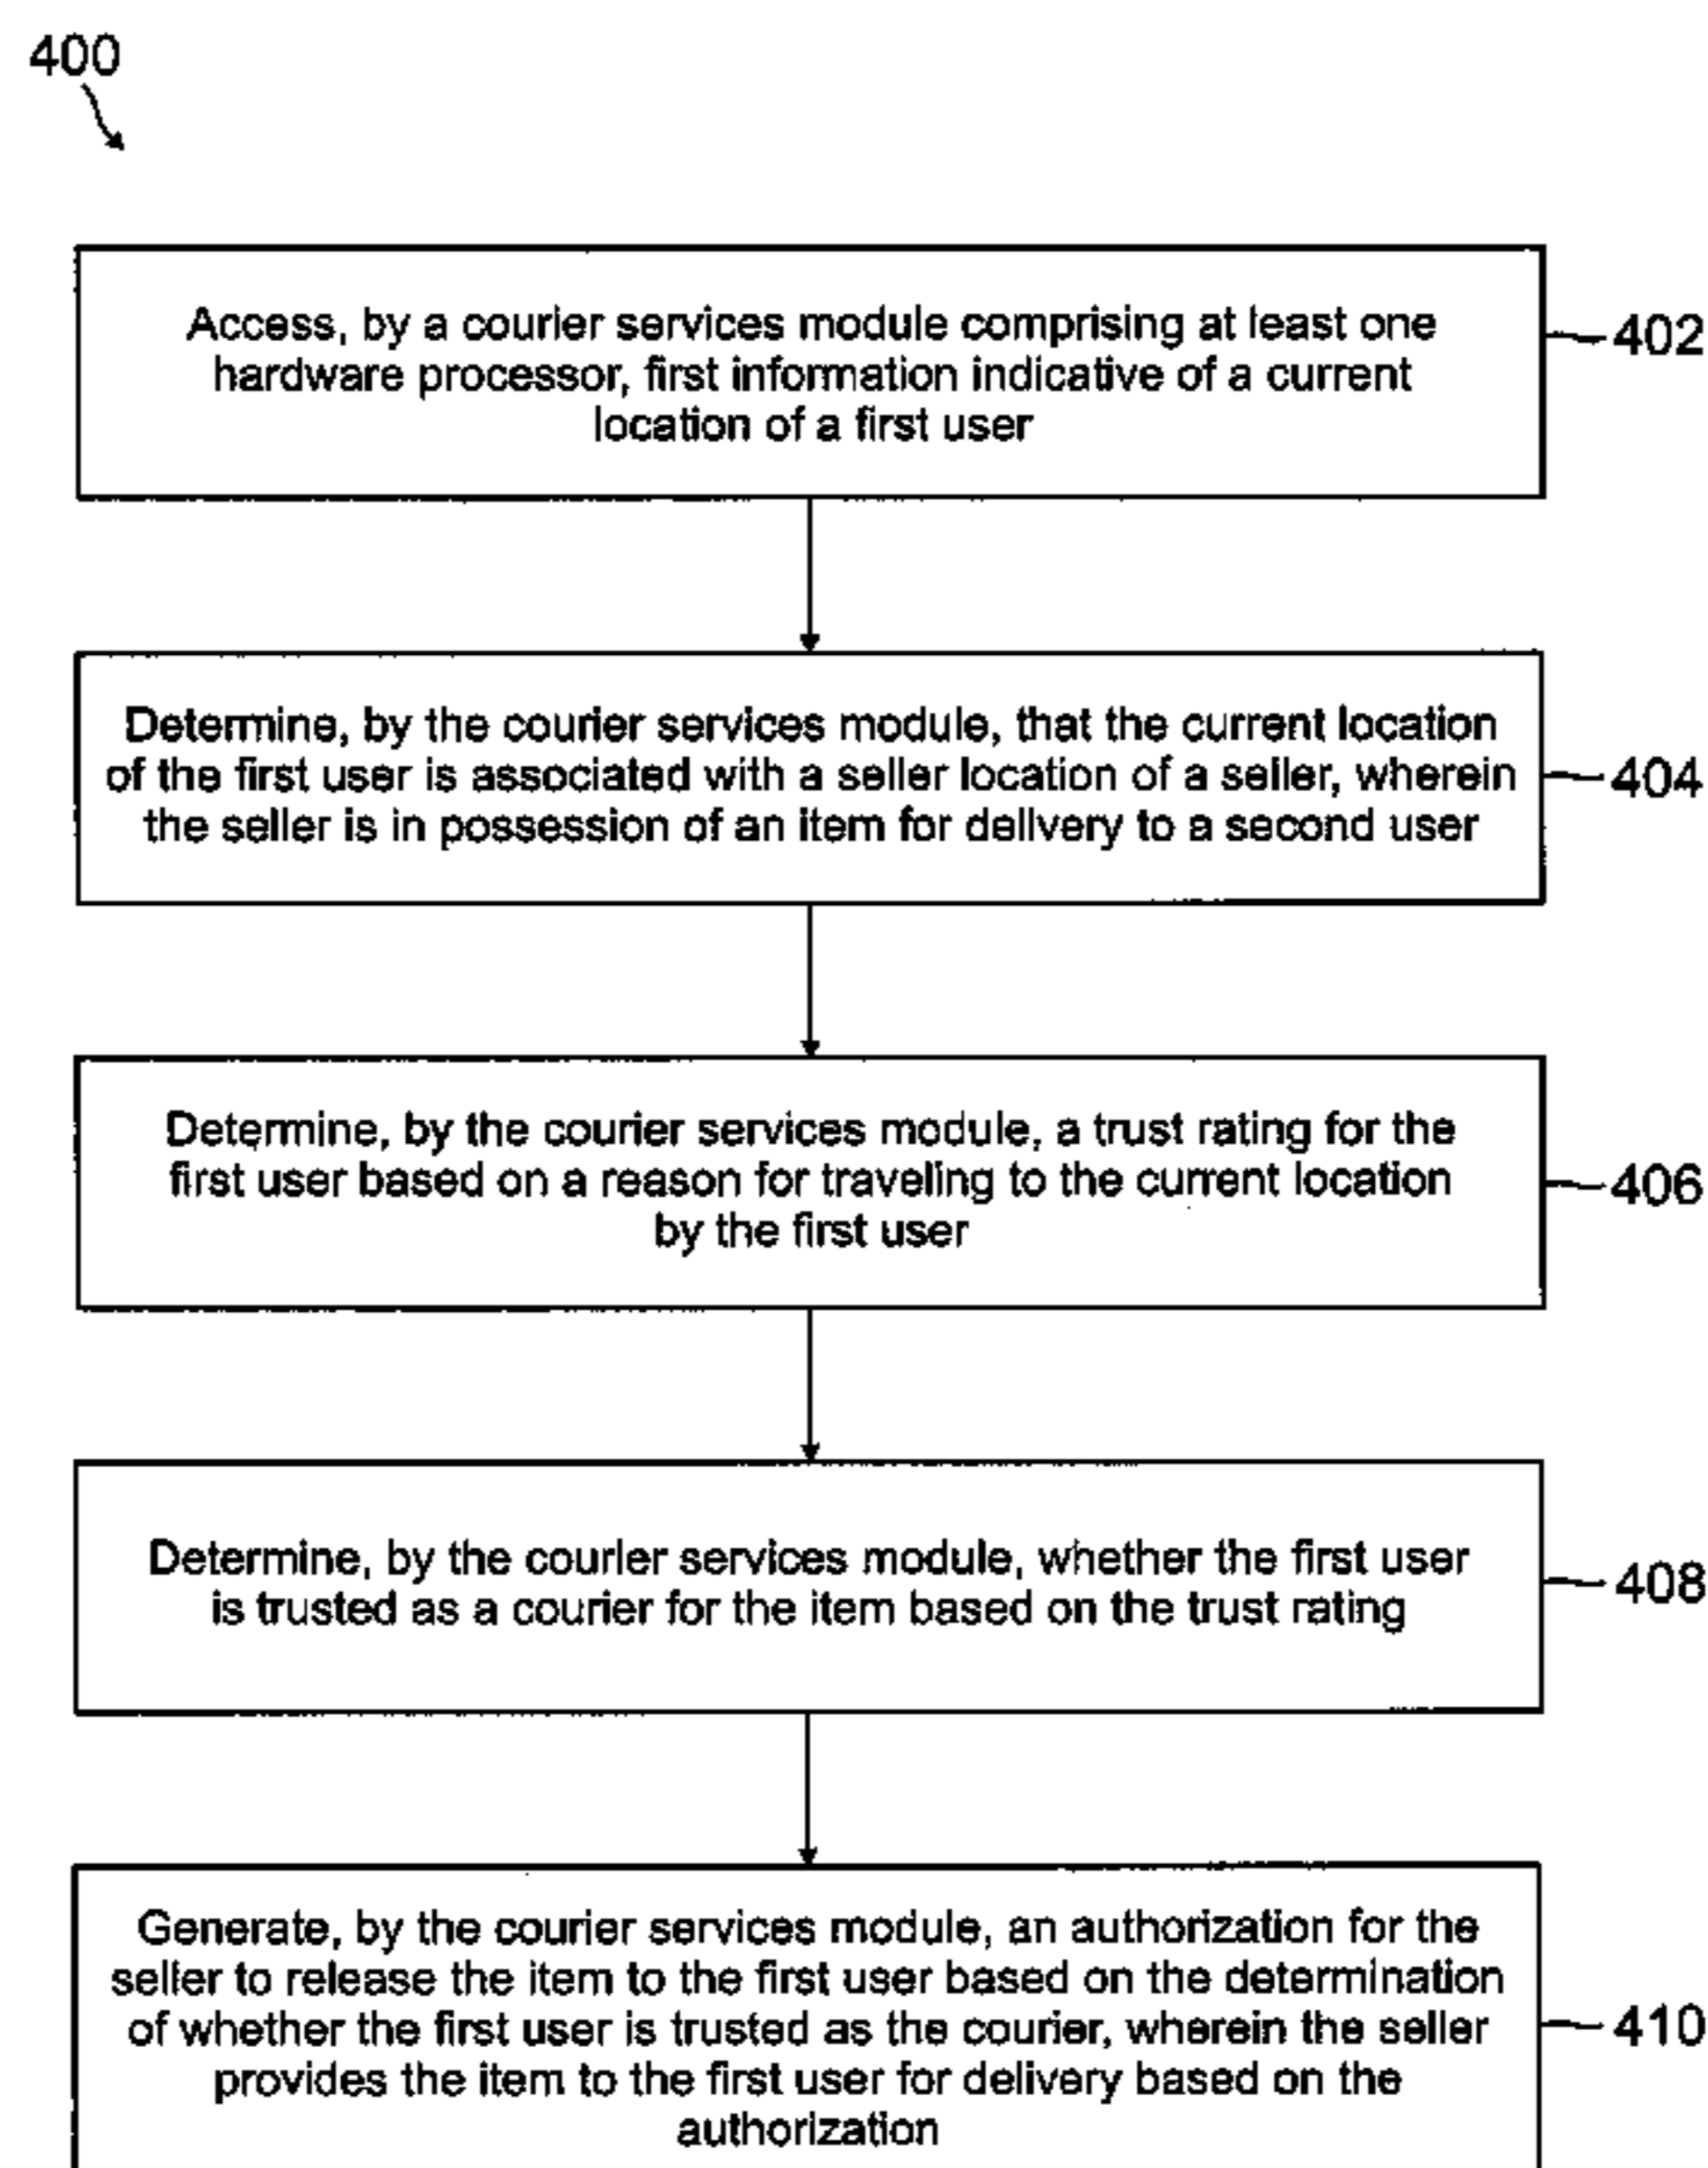 400
Access, by a courier services module comprising at least one
hardware processor, first information indicative of a current
location of a first user
402
Determine, by the courier services module, that the current location
of the first user is associated with a seller location of a seller, wherein
the seller is in possession of an item for delivery to a second user
404
Determine, by the courier services module, a trust rating for the
first user based on a reason for traveling to the current location
by the first user
406
Determine, by the courier services module, whether the first user
is trusted as a courier for the item based on the trust rating
408
Generate, by the courier services module, an authorization for the
seller to release the item to the first user based on the determination
of whether the first user is trusted as the courier, wherein the seller
provides the item to the first user for delivery based on the
authorization
410